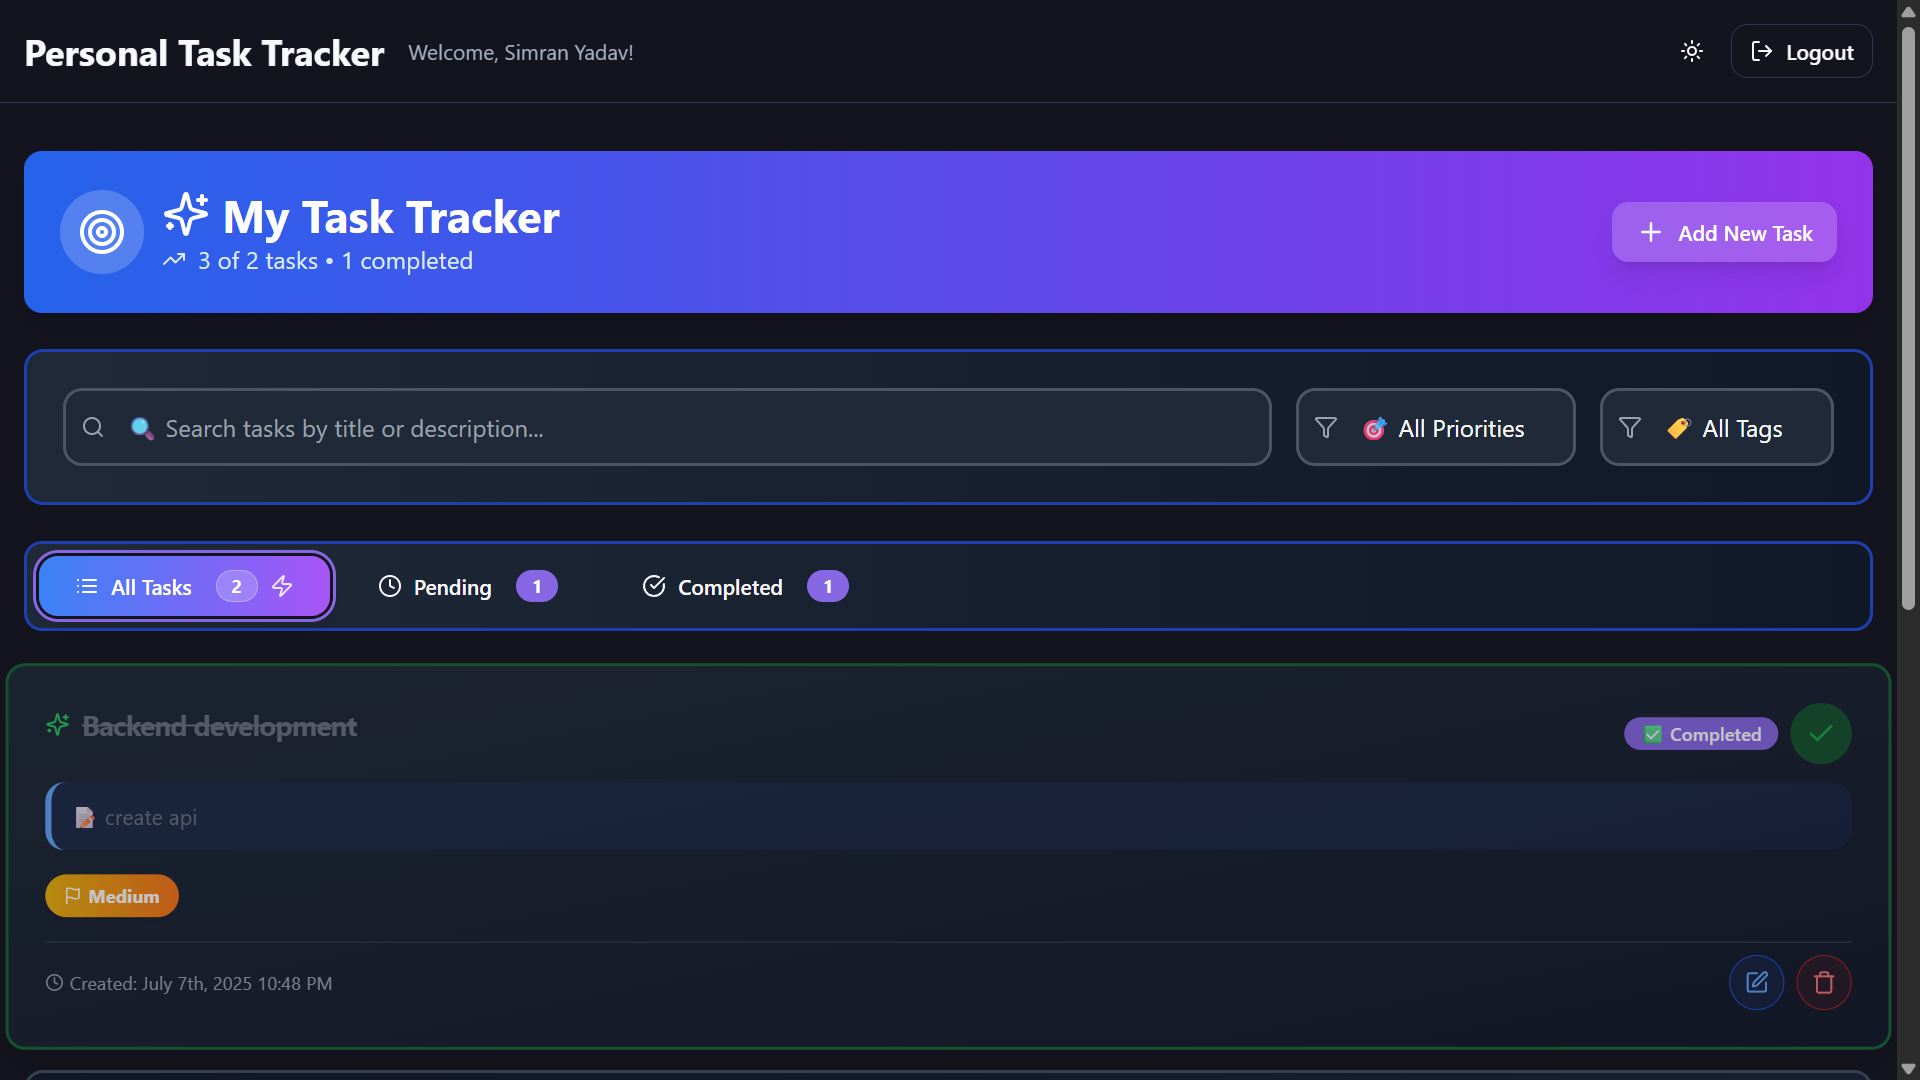 Personal Task Tracker Welcome, Simran Yadav! Logout
My Task Tracker
3 of 2 tasks • 1 completed
Add New Task
Search tasks by title or description...
All Priorities
All Tags
All Tasks 2 Pending 1 Completed 1
Backend development
Completed
create api
Medium
Created: July 7th, 2025 10:48 PM